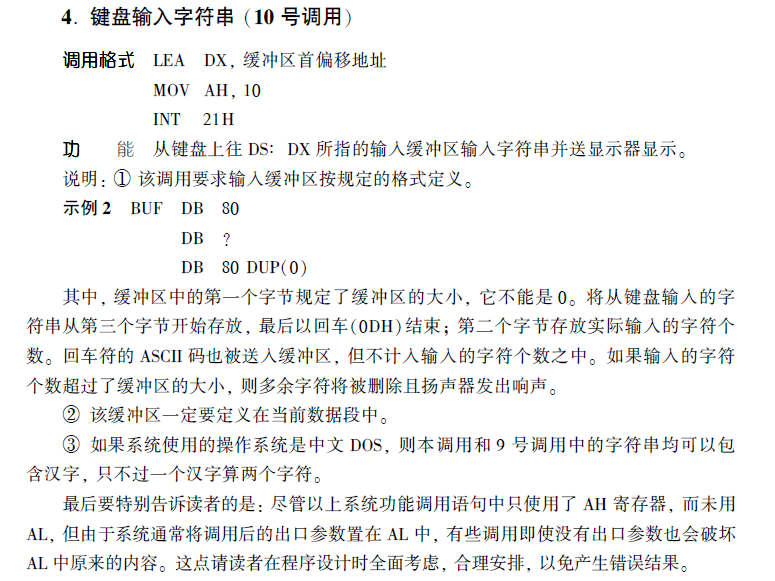 4. 键盘输入字符串（10 号调用）
调用格式 LEA DX, 缓冲区首偏移地址
MOV AH, 10
INT 21H
功 能 从键盘上往 DS: DX 所指的输入缓冲区输入字符串并送显示器显示。
说明: ① 该调用要求输入缓冲区按规定的格式定义。
示例 2 BUF DB 80
DB ?
DB 80 DUP(0)
其中, 缓冲区中的第一个字节规定了缓冲区的大小, 它不能是 0。将从键盘输入的字
符串从第三个字节开始存放, 最后以回车(0DH)结束; 第二个字节存放实际输入的字符个
数。回车符的 ASCII 码也被送入缓冲区, 但不计入输入的字符个数之中。如果输入的字符
个数超过了缓冲区的大小, 则多余字符将被删除且扬声器发出响声。
② 该缓冲区一定要定义在当前数据段中。
③ 如果系统使用的操作系统是中文 DOS, 则本调用和 9 号调用中的字符串均可以包
含汉字, 只不过一个汉字算两个字符。
最后要特别告诉读者的是: 尽管以上系统功能调用语句中只使用了 AH 寄存器, 而未用
AL, 但由于系统通常将调用后的出口参数置在 AL 中, 有些调用即使没有出口参数也会破坏
AL 中原来的内容。这点请读者在程序设计时全面考虑, 合理安排, 以免产生错误结果。